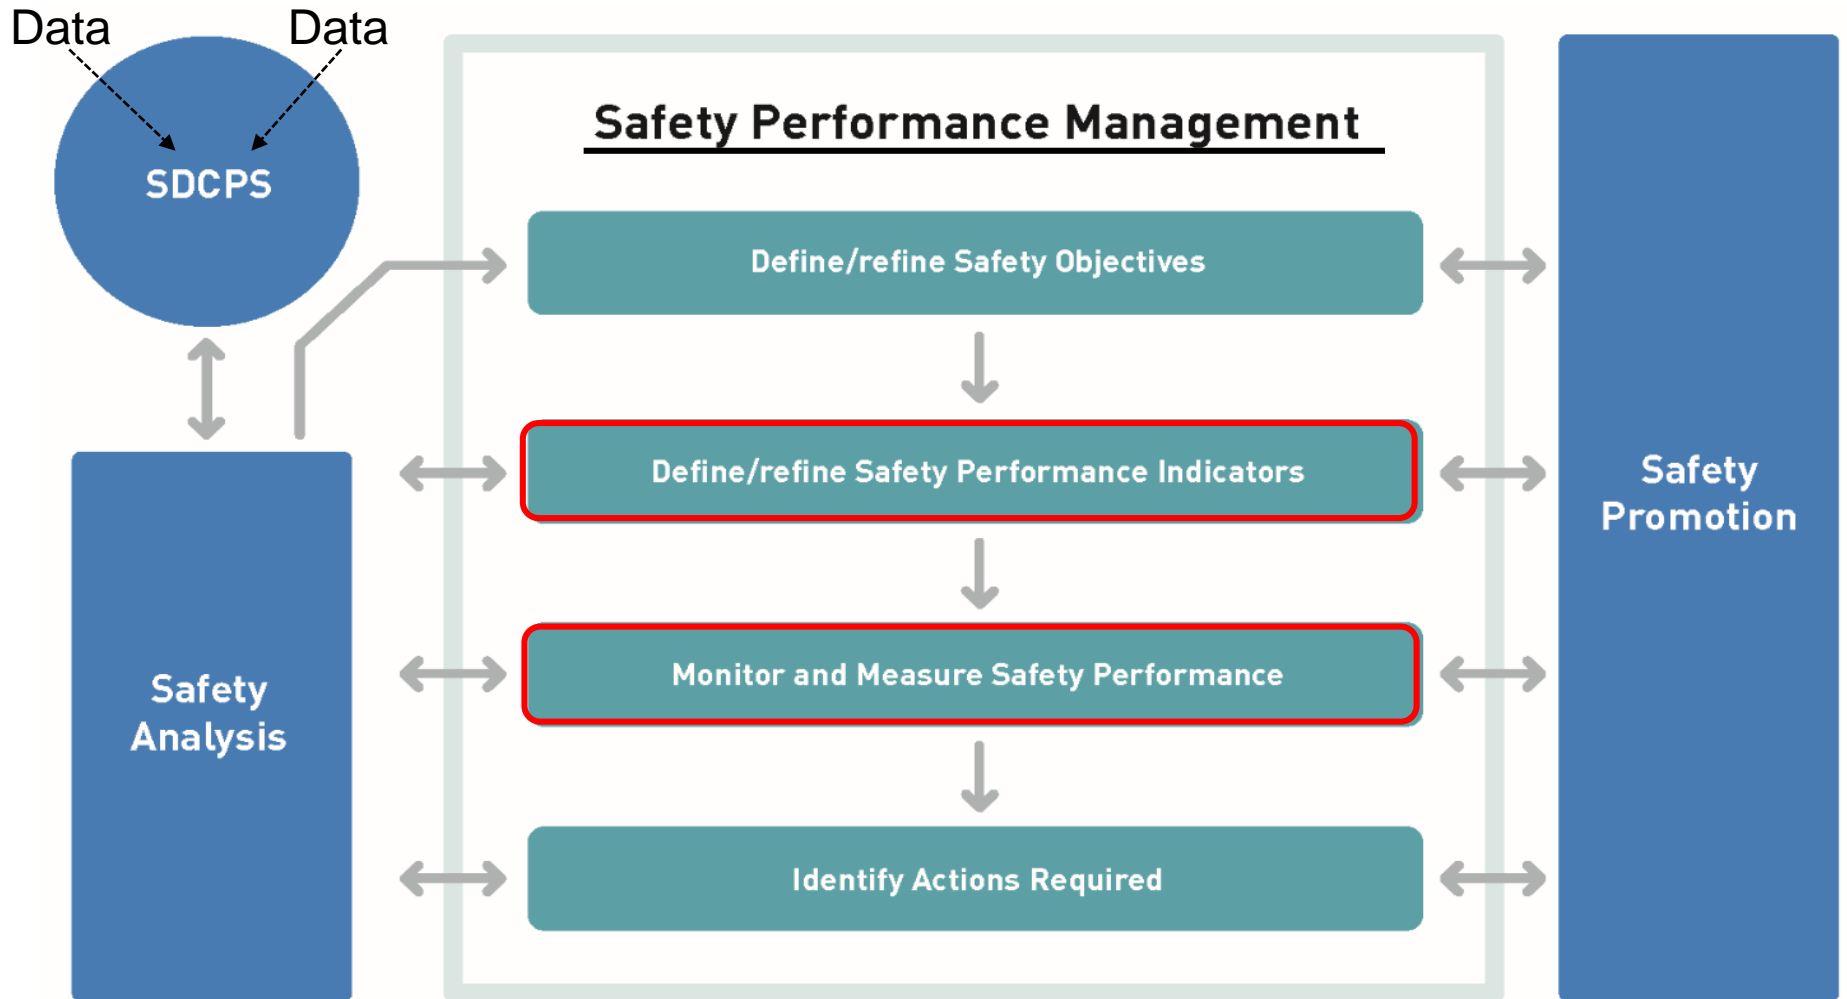 Data
Data
SDCPS
Safety Performance Management
Define/refine Safety Objectives
Define/refine Safety Performance Indicators
Monitor and Measure Safety Performance
Identify Actions Required
Safety
Analysis
Safety
Promotion